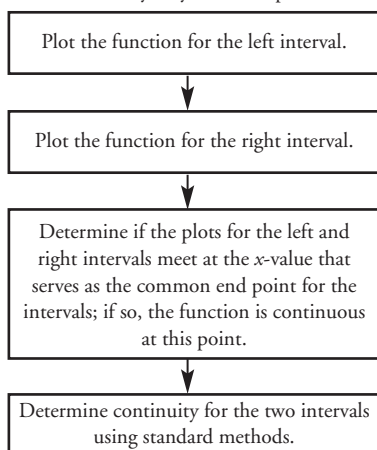 Plot the function for the left interval.
Plot the function for the right interval.
Determine if the plots for the left and
right intervals meet at the x-value that
serves as the common end point for the
intervals; if so, the function is continuous
at this point.
Determine continuity for the two intervals
using standard methods.